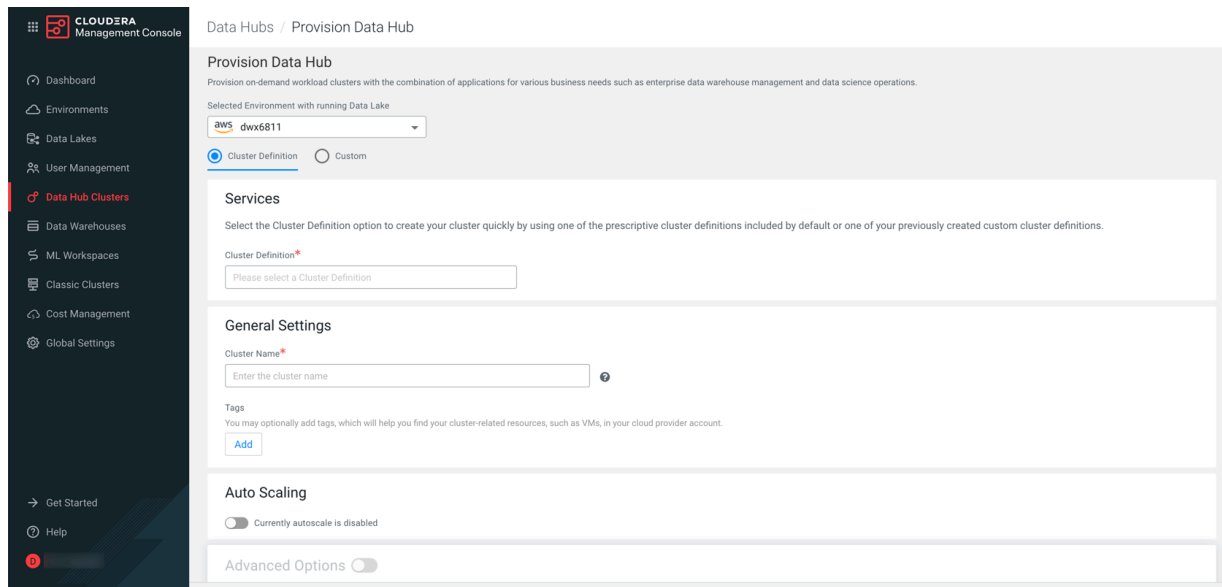 CLOUDERA
Management Console
Dashboard
Environments
Data Lakes
User Management
Data Hub Clusters
Data Warehouses
ML Workspaces
Classic Clusters
Cost Management
Global Settings
Get Started
Help
D
Data Hubs / Provision Data Hub
Provision Data Hub
Provision on-demand workload clusters with the combination of applications for various business needs such as enterprise data warehouse management and data science operations.
Selected Environment with running Data Lake
aws dwx6811
Cluster Definition Custom
Services
Select the Cluster Definition option to create your cluster quickly by using one of the prescriptive cluster definitions included by default or one of your previously created custom cluster definitions.
Cluster Definition*
Please select a Cluster Definition
General Settings
Cluster Name*
Enter the cluster name
?
Tags
You may optionally add tags, which will help you find your cluster-related resources, such as VMs, in your cloud provider account.
Add
Auto Scaling
Currently autoscale is disabled
Advanced Options